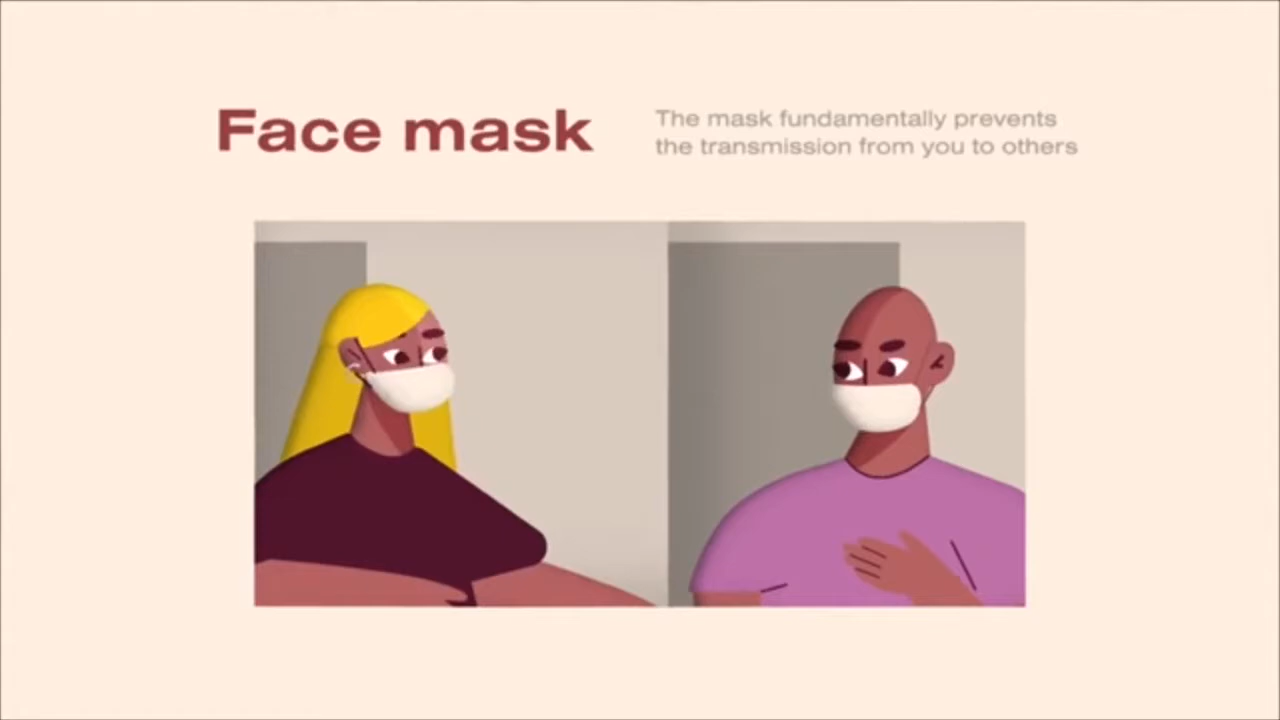 Face mask
The mask fundamentally prevents
the transmission from you to others